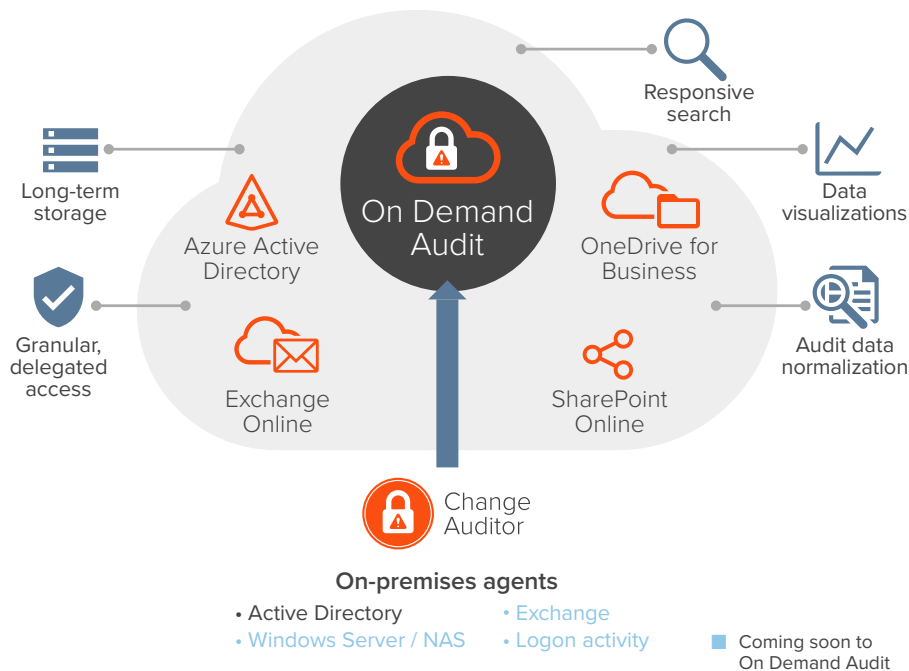 Responsive
search
Long-term
storage
On Demand
Audit
Data
visualizations
Azure Active
Directory
OneDrive for
Business
Granular,
delegated
access
Audit data
normalization
Exchange
Online
SharePoint
Online
Change
Auditor
On-premises agents
• Active Directory
• Exchange
• Windows Server / NAS
• Logon activity
Coming soon to
On Demand Audit